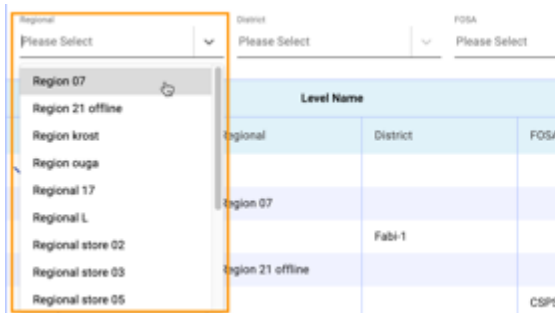 Regional District FOSA
Please Select Please Select Please Select
Region 07
Region 21 offline
Region krost
Region ouga
Regional 17
Regional L
Regional store 02
Regional store 03
Regional store 05
Level Name
Regional District FOSA
Region 07
Fabi-1
Region 21 offline